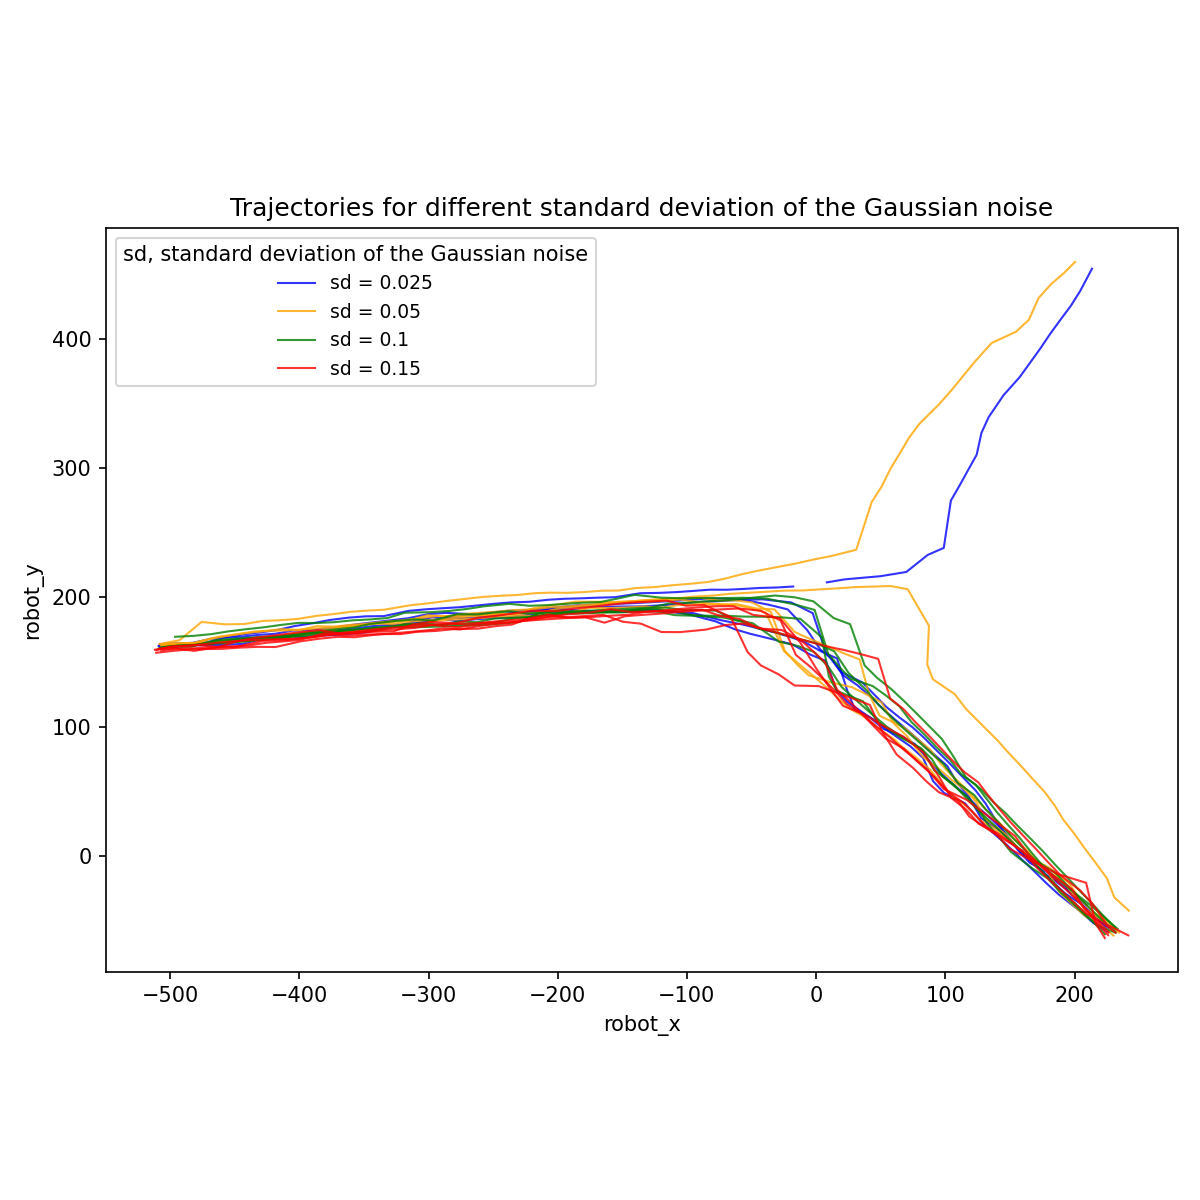 Trajectories for different standard deviation of the Gaussian noise
sd, standard deviation of the Gaussian noise
sd = 0.025
sd = 0.05
sd = 0.1
sd = 0.15
400
300
200
100
0
robot_y
−500 −400 −300 −200 −100 0 100 200
robot_x